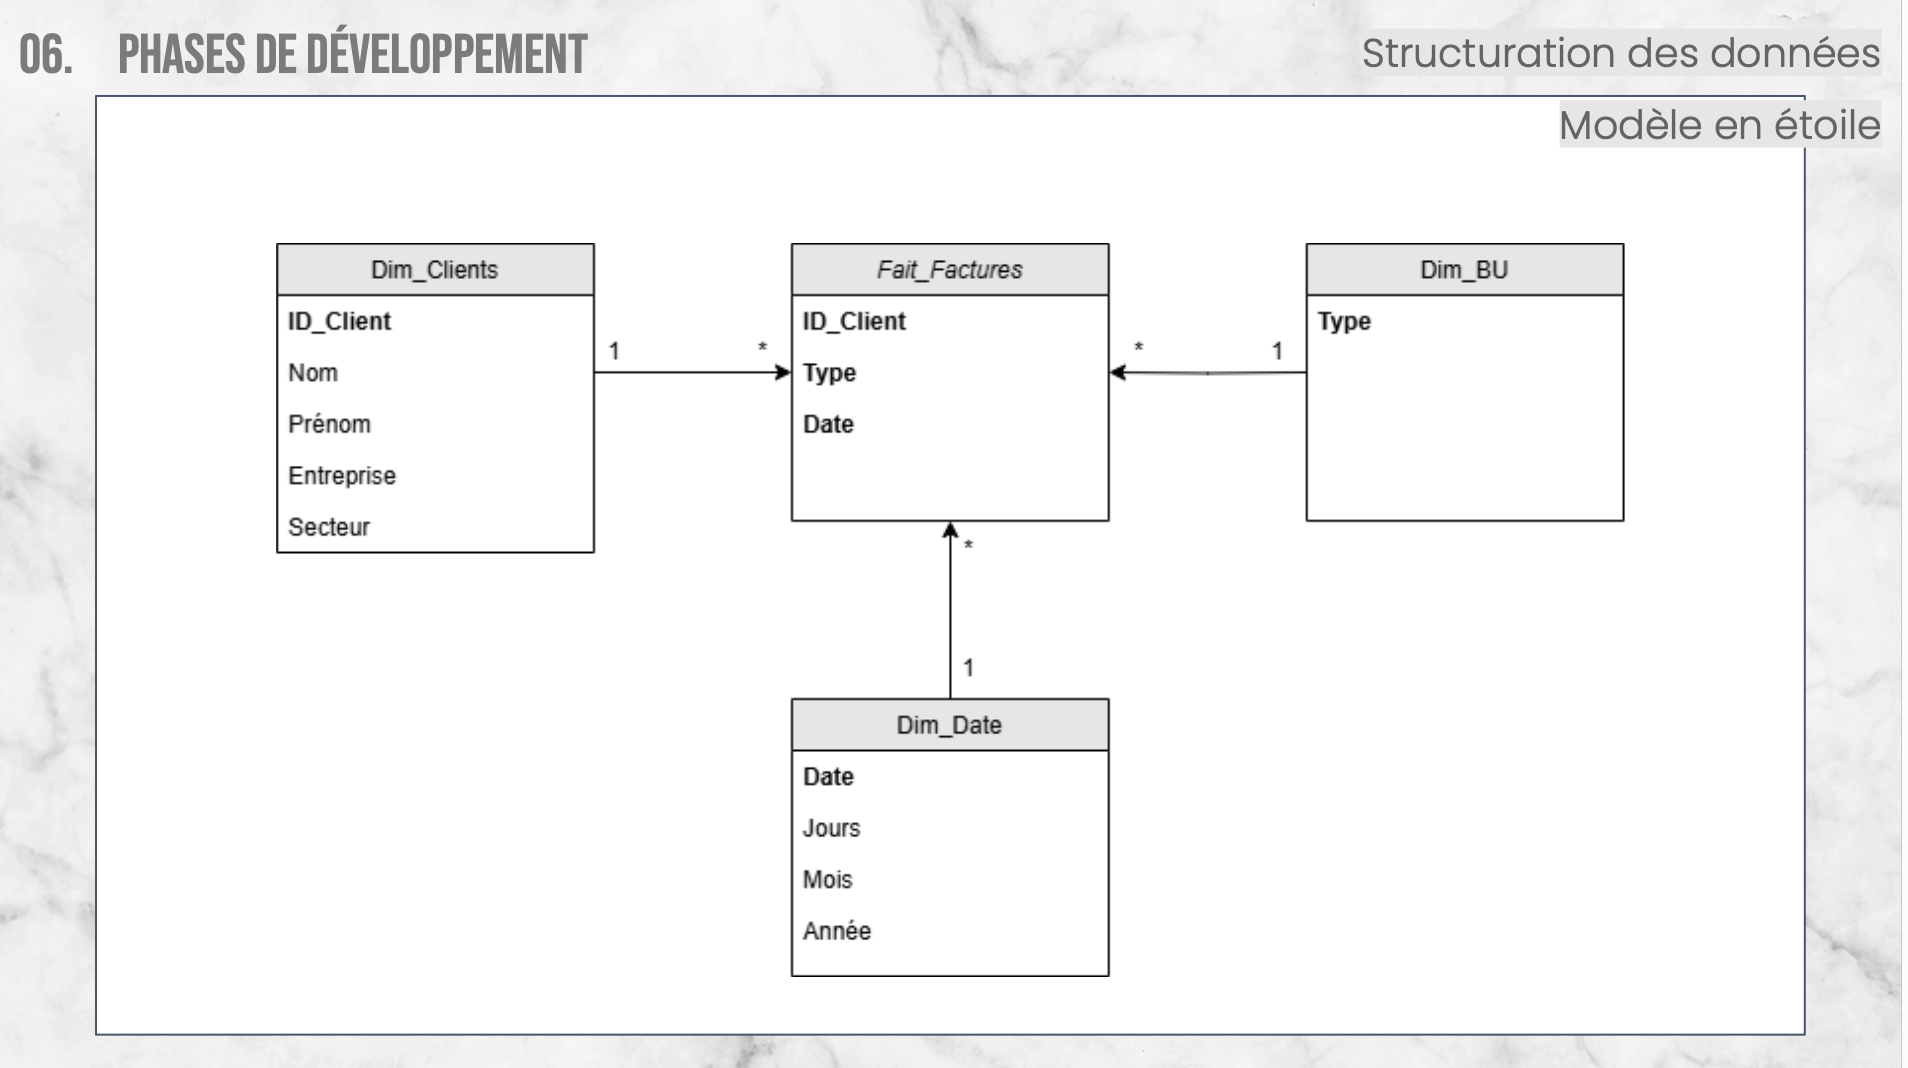 06. PHASES DE DÉVELOPPEMENT
Structuration des données
Modèle en étoile
Dim_Clients
ID_Client
Nom
Prénom
Entreprise
Secteur
1 *
Fait_Factures
ID_Client
Type
Date
* 1
Dim_BU
Type
*
1
Dim_Date
Date
Jours
Mois
Année